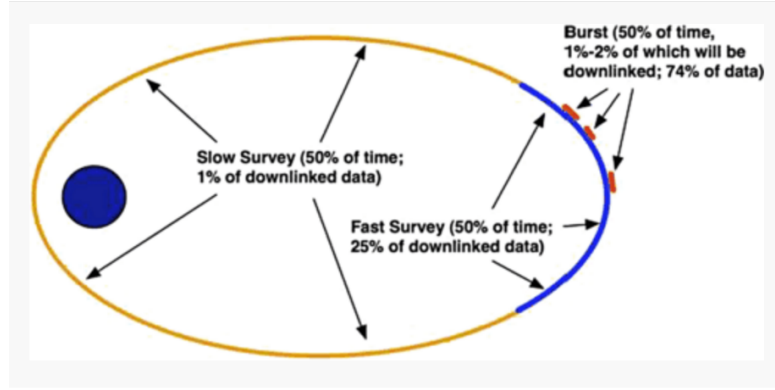 Burst (50% of time,
1%-2% of which will be
downlinked; 74% of data)
Slow Survey (50% of time;
1% of downlinked data)
Fast Survey (50% of time;
25% of downlinked data)